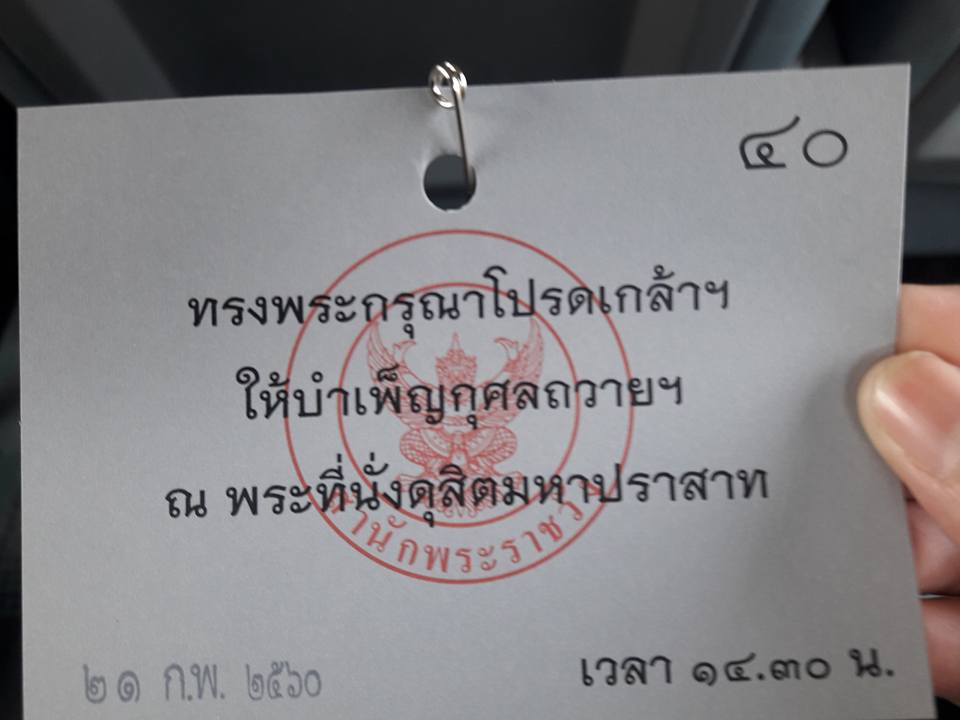 ๔๐
ทรงพระกรุณาโปรดเกล้าฯ
ให้บำเพ็ญกุศลถวายฯ
ณ พระที่นั่งดุสิตมหาปราสาท
สำนักพระราชวัง
๒๑ ก.พ. ๒๕๖๐
เวลา ๑๔.๓๐ น.